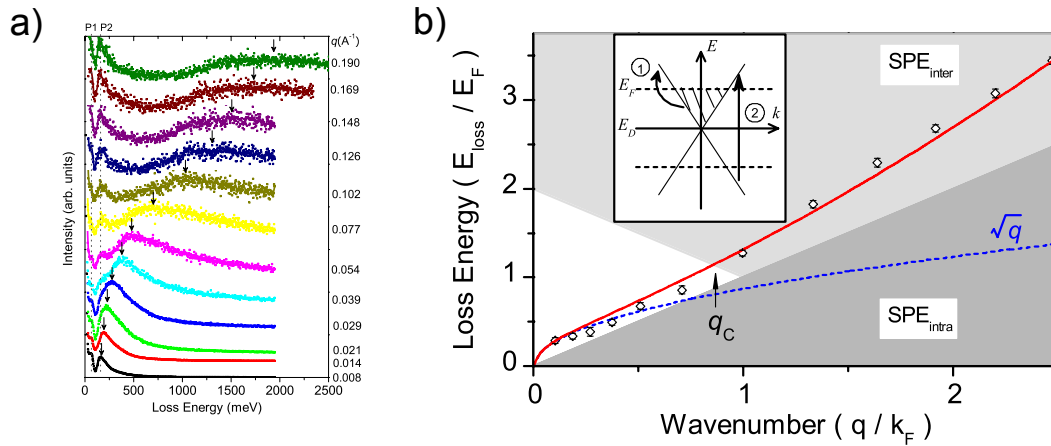 a)
P1 P2
q(A⁻¹)
0.190
0.169
0.148
0.126
0.102
0.077
0.054
0.039
0.029
0.021
0.014
0.008
Intensity (arb. units)
0 500 1000 1500 2000 2500
Loss Energy (meV)
b)
Loss Energy ( E_loss / E_F )
3
2
1
0
SPE_inter
E
①
E_F
②
E_D
k
√q
q_C
SPE_intra
0 1 2
Wavenumber ( q / k_F )